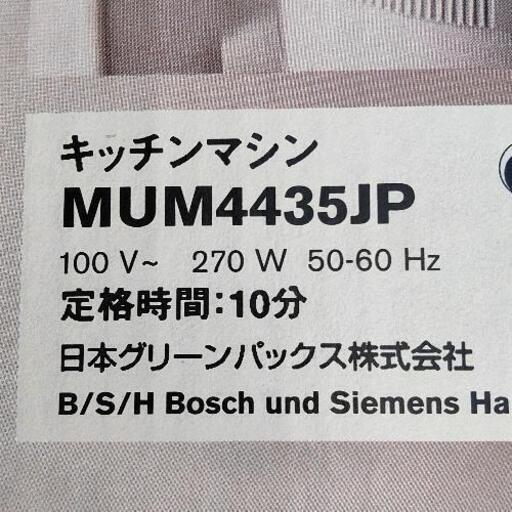 キッチンマシン
MUM4435JP
100 V~ 270 W 50-60 Hz
定格時間:10分
日本グリーンパックス株式会社
B/S/H Bosch und Siemens Ha